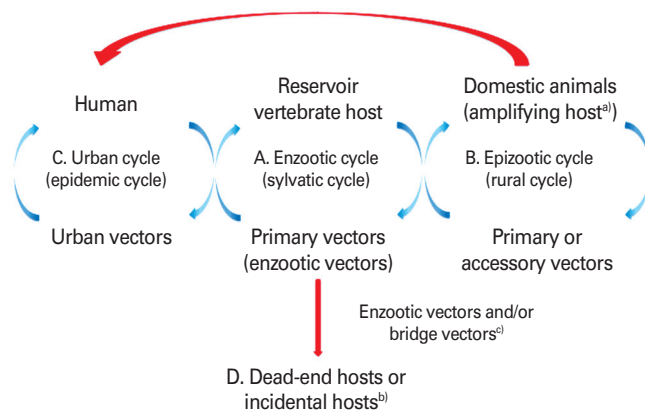 Human
Reservoir
vertebrate host
Domestic animals
(amplifying hostᵃ⁾)
C. Urban cycle
(epidemic cycle)
A. Enzootic cycle
(sylvatic cycle)
B. Epizootic cycle
(rural cycle)
Urban vectors
Primary vectors
(enzootic vectors)
Primary or
accessory vectors
Enzootic vectors and/or
bridge vectorsᶜ⁾
D. Dead-end hosts or
incidental hostsᵇ⁾